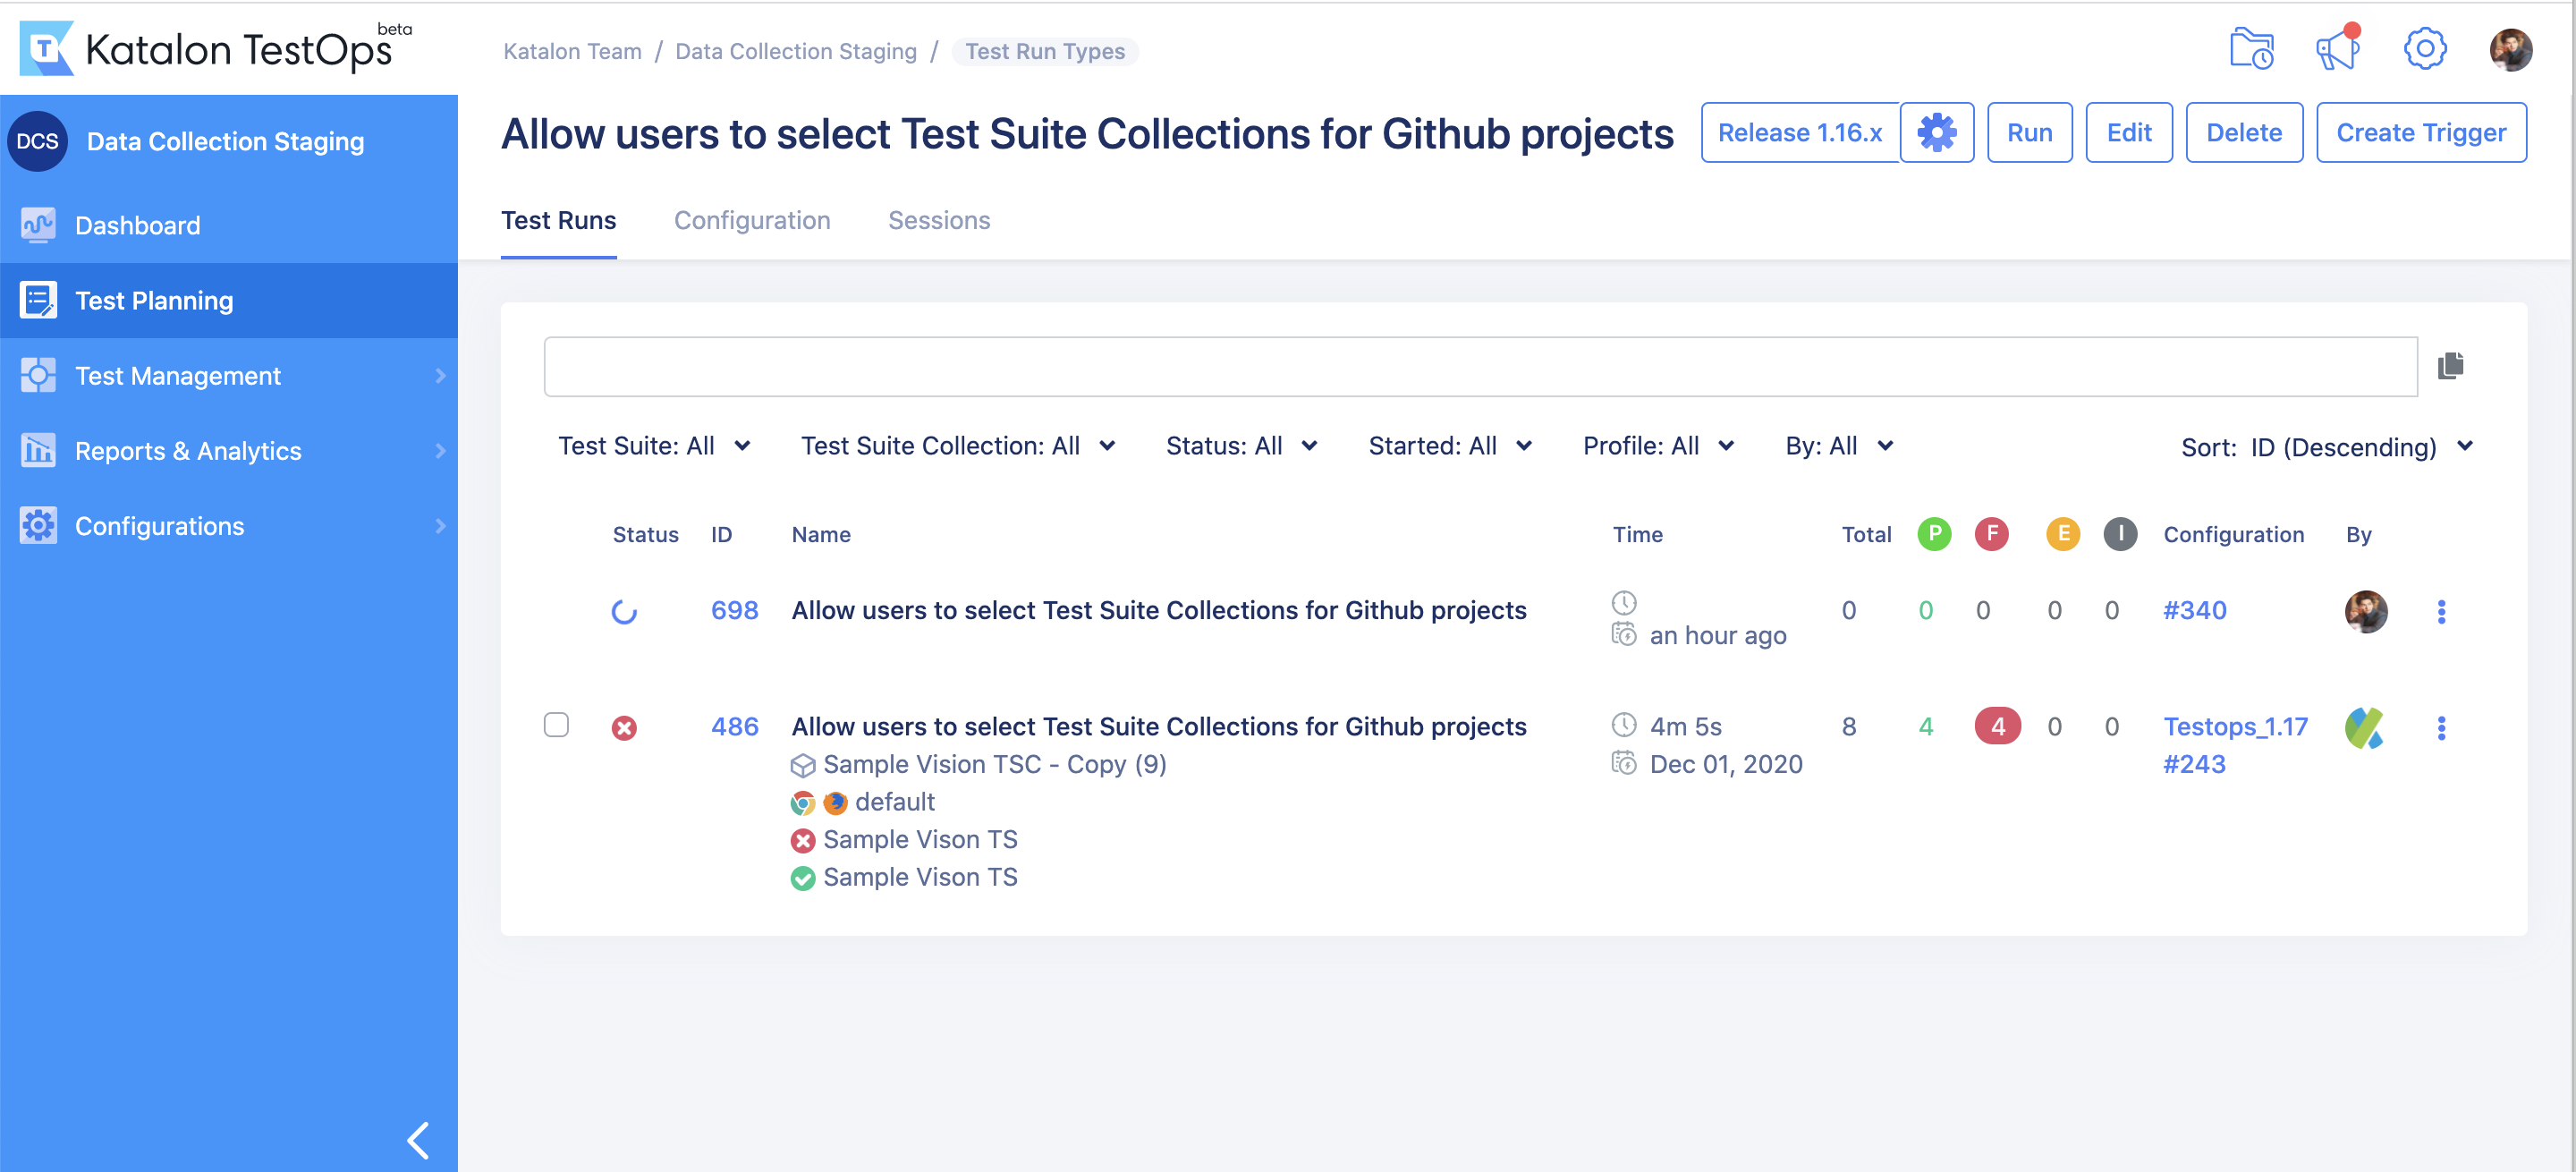 Katalon TestOps beta
Katalon Team / Data Collection Staging / Test Run Types
DCS Data Collection Staging
Dashboard
Test Planning
Test Management
Reports & Analytics
Configurations
Allow users to select Test Suite Collections for Github projects
Release 1.16.x
Run
Edit
Delete
Create Trigger
Test Runs Configuration Sessions
Test Suite: All Test Suite Collection: All Status: All Started: All Profile: All By: All Sort: ID (Descending)
Status ID Name Time Total P F E I Configuration By
698 Allow users to select Test Suite Collections for Github projects 0 0 0 0 0 #340
an hour ago
486 Allow users to select Test Suite Collections for Github projects 4m 5s 8 4 4 0 0 Testops_1.17
Sample Vision TSC - Copy (9) Dec 01, 2020 #243
default
Sample Vison TS
Sample Vison TS